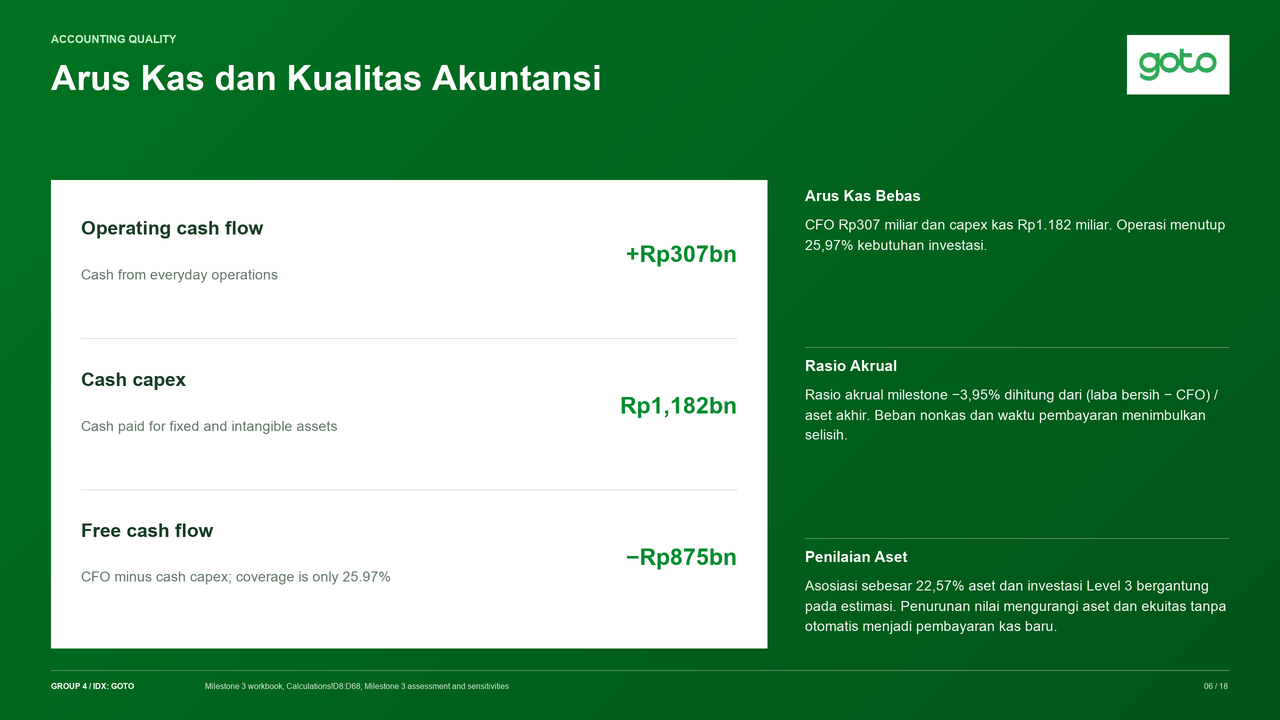 ACCOUNTING QUALITY
Arus Kas dan Kualitas Akuntansi
goto
Operating cash flow
Cash from everyday operations
+Rp307bn
Cash capex
Cash paid for fixed and intangible assets
Rp1,182bn
Free cash flow
CFO minus cash capex; coverage is only 25.97%
−Rp875bn
Arus Kas Bebas
CFO Rp307 miliar dan capex kas Rp1.182 miliar. Operasi menutup
25,97% kebutuhan investasi.
Rasio Akrual
Rasio akrual milestone −3,95% dihitung dari (laba bersih − CFO) /
aset akhir. Beban nonkas dan waktu pembayaran menimbulkan
selisih.
Penilaian Aset
Asosiasi sebesar 22,57% aset dan investasi Level 3 bergantung
pada estimasi. Penurunan nilai mengurangi aset dan ekuitas tanpa
otomatis menjadi pembayaran kas baru.
GROUP 4 / IDX: GOTO
Milestone 3 workbook, Calculations!D8:D68; Milestone 3 assessment and sensitivities
06 / 18